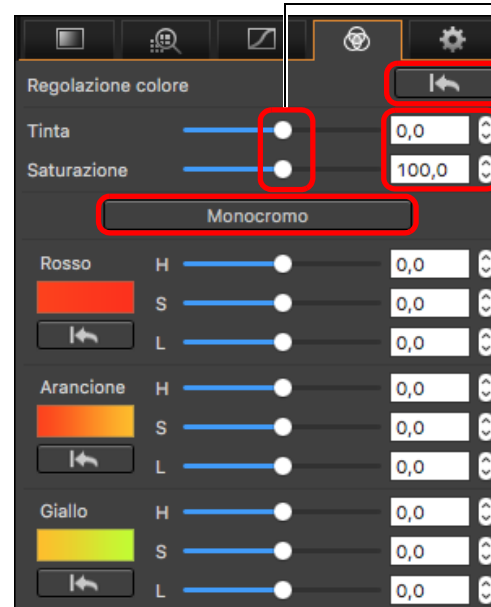 Regolazione colore
Tinta 0,0
Saturazione 100,0
Monocromo
Rosso H 0,0
S 0,0
L 0,0
Arancione H 0,0
S 0,0
L 0,0
Giallo H 0,0
S 0,0
L 0,0